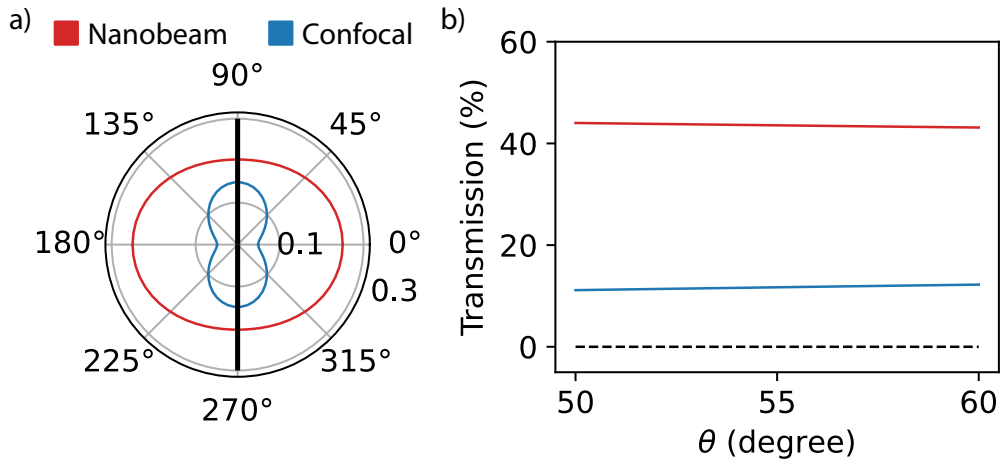 a)
Nanobeam
Confocal
90°
135°
45°
180°
0.1
0°
0.3
225°
315°
270°
b)
Transmission (%)
60
40
20
0
50
55
60
θ (degree)